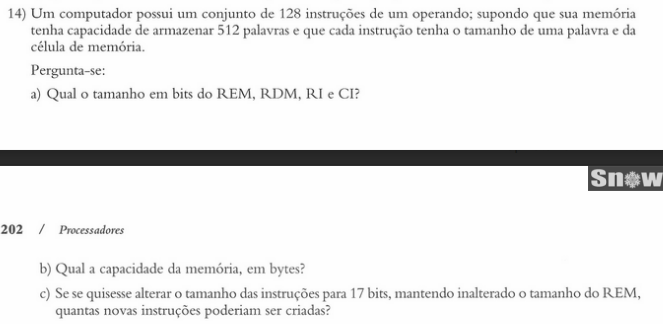 14) Um computador possui um conjunto de 128 instruções de um operando; supondo que sua memória
tenha capacidade de armazenar 512 palavras e que cada instrução tenha o tamanho de uma palavra e da
célula de memória.
Pergunta-se:
a) Qual o tamanho em bits do REM, RDM, RI e CI?
Sn❄w
202 / Processadores
b) Qual a capacidade da memória, em bytes?
c) Se se quisesse alterar o tamanho das instruções para 17 bits, mantendo inalterado o tamanho do REM,
quantas novas instruções poderiam ser criadas?